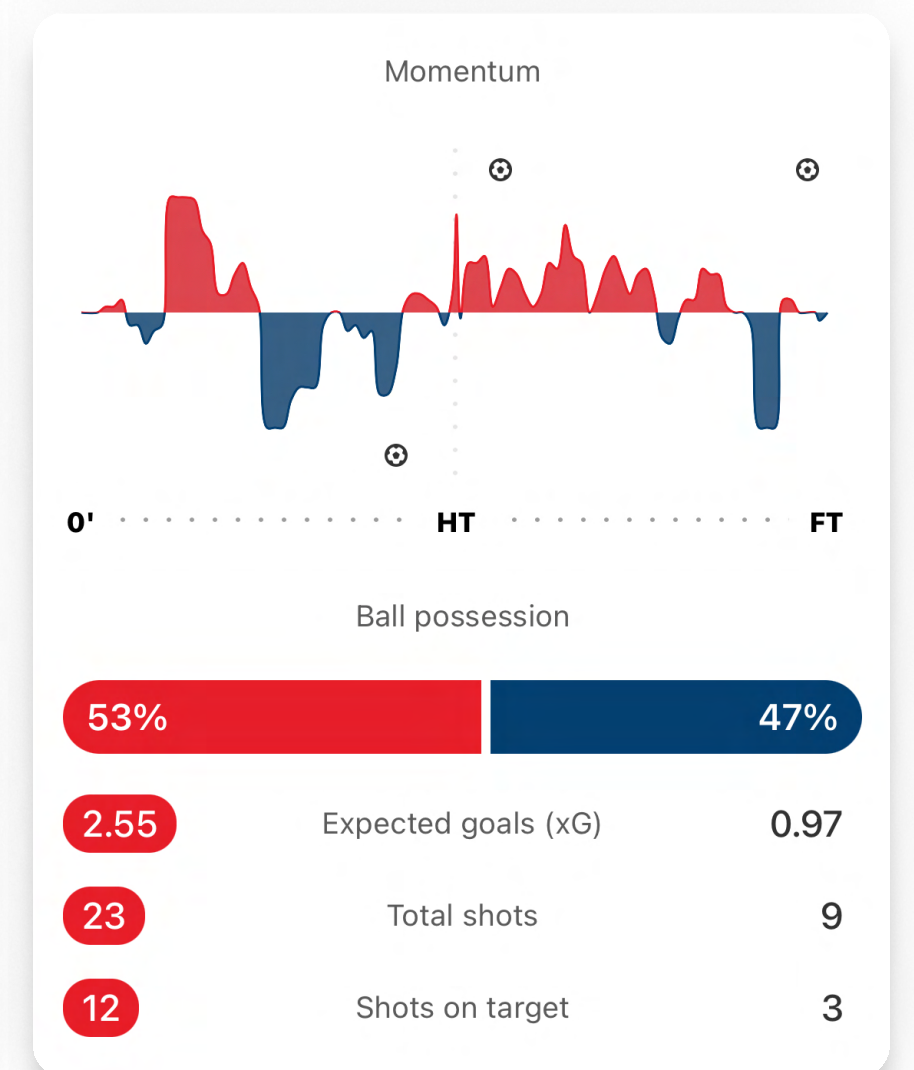 Momentum
0' HT FT
Ball possession
53% 47%
2.55 Expected goals (xG) 0.97
23 Total shots 9
12 Shots on target 3